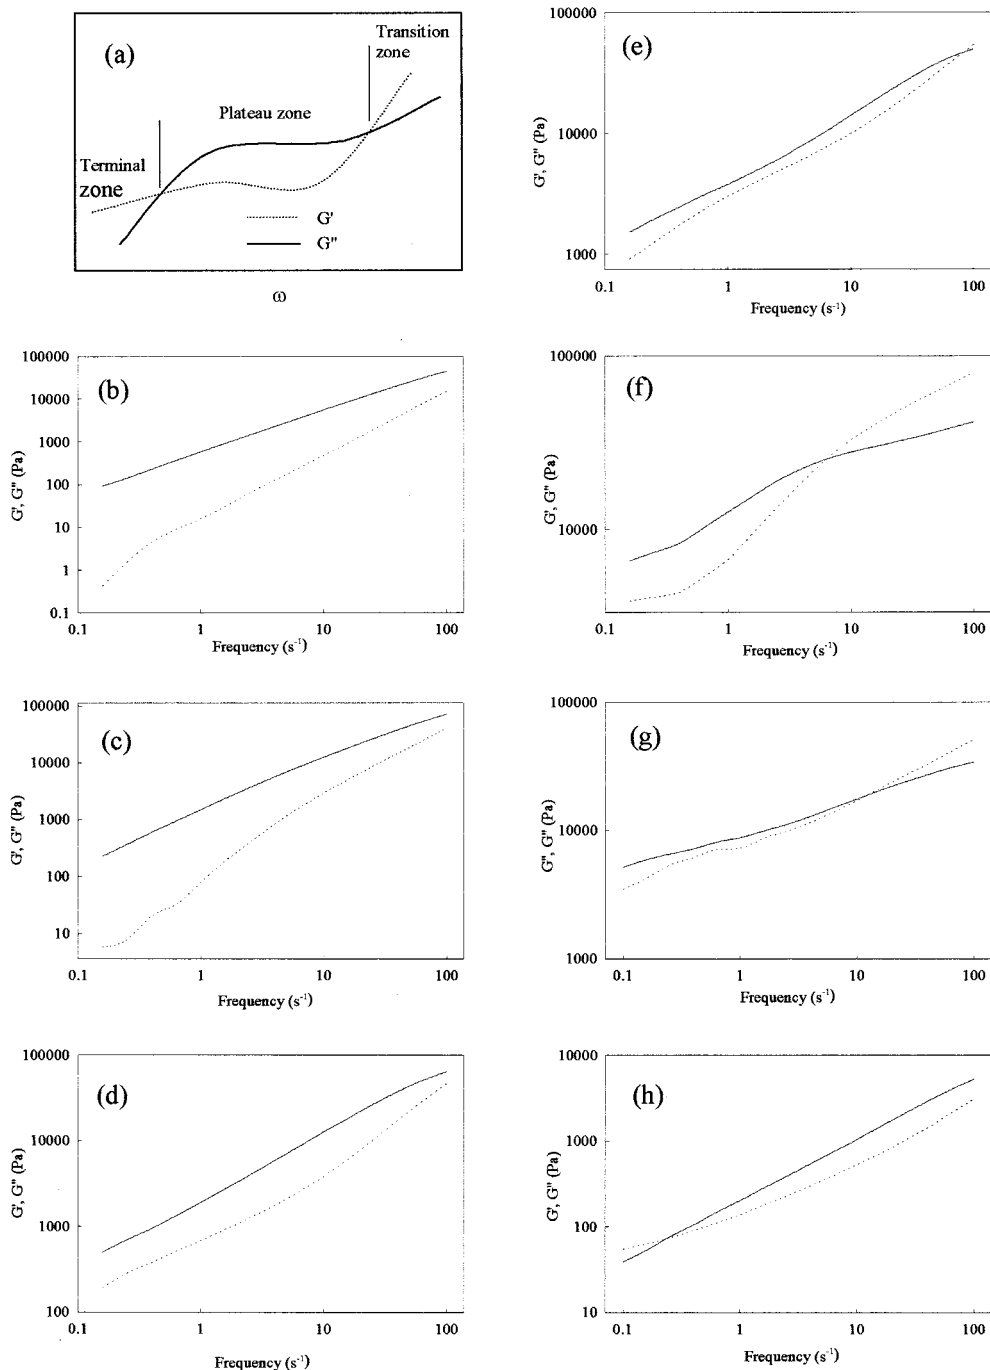 (a)
Transition
zone
Plateau zone
Terminal
zone
G'
G"
ω
(b)
100000
10000
1000
100
10
1
0.1
G', G" (Pa)
0.1 1 10 100
Frequency (s⁻¹)
(c)
100000
10000
1000
100
10
G', G" (Pa)
0.1 1 10 100
Frequency (s⁻¹)
(d)
100000
10000
1000
100
G', G" (Pa)
0.1 1 10 100
Frequency (s⁻¹)
(e)
100000
10000
1000
G', G" (Pa)
0.1 1 10 100
Frequency (s⁻¹)
(f)
100000
10000
G', G" (Pa)
0.1 1 10 100
Frequency (s⁻¹)
(g)
100000
10000
1000
G", G" (Pa)
0.1 1 10 100
Frequency (s⁻¹)
(h)
10000
1000
100
10
G', G" (Pa)
0.1 1 10 100
Frequency (s⁻¹)